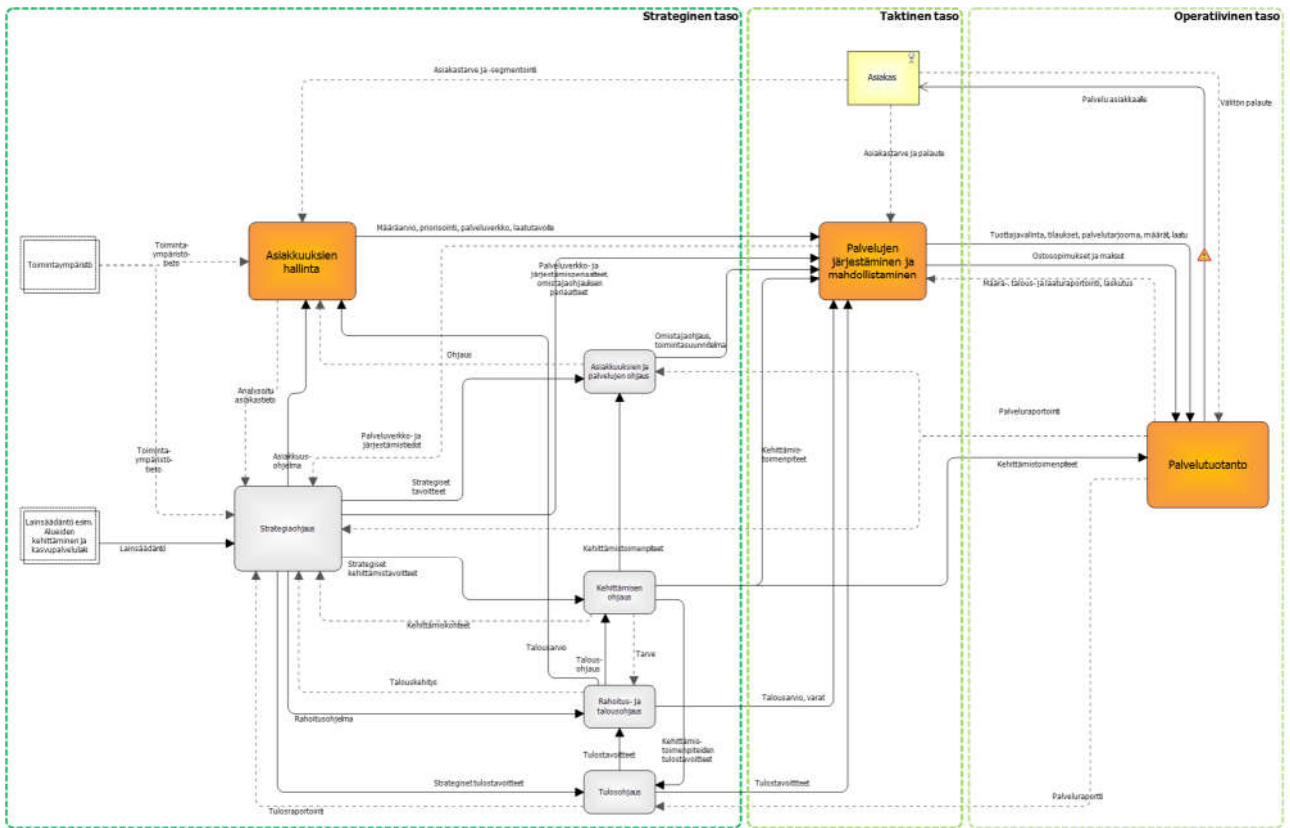 Strateginen taso
Taktinen taso
Operatiivinen taso
Asiakastarve ja -segmentointi
Asiakas
Palvelu asiakkaalle
Välitön palaute
Asiakastarve ja palaute
Toimintaympäristö
Toiminta-
ympäristö-
tieto
Asiakkuuksien
hallinta
Määräarvio, priorisointi, palveluverkko, laatutavoite
Palvelujen
järjestäminen ja
mahdollistaminen
Tuottajavalinta, tilaukset, palvelutarjooma, määrät, laatu
Ostosopimukset ja maksut
Määrä-, talous- ja laaturaportointi, laskutus
Palveluverkko- ja
järjestämisperiaatteet,
omistajaohjauksen
periaatteet
Omistajaohjaus,
toimintasuunnitelma
Ohjaus
Asiakkuuksien ja
palvelujen ohjaus
Analysoitu
asiakastieto
Palveluraportointi
Toiminta-
ympäristö-
tieto
Asiakkuus-
ohjelma
Palveluverkko- ja
järjestämistiedot
Kehittämis-
toimenpiteet
Strategiset
tavoitteet
Kehittämistoimenpiteet
Palvelutuotanto
Lainsäädäntö esim.
Alueiden
kehittäminen ja
kasvupalvelulaki
Lainsäädäntö
Strategiaohjaus
Kehittämistoimenpiteet
Strategiset
kehittämistavoitteet
Kehittämisen
ohjaus
Kehittämiskohteet
Talousarvio
Talous-
ohjaus
Tarve
Talouskehitys
Rahoitus- ja
talousohjaus
Talousarvio, varat
Rahoitusohjelma
Tulostavoitteet
Kehittämis-
toimenpiteiden
tulostavoitteet
Strategiset tulostavoitteet
Tulosohjaus
Tulostavoitteet
Tulosraportointi
Palveluraportti